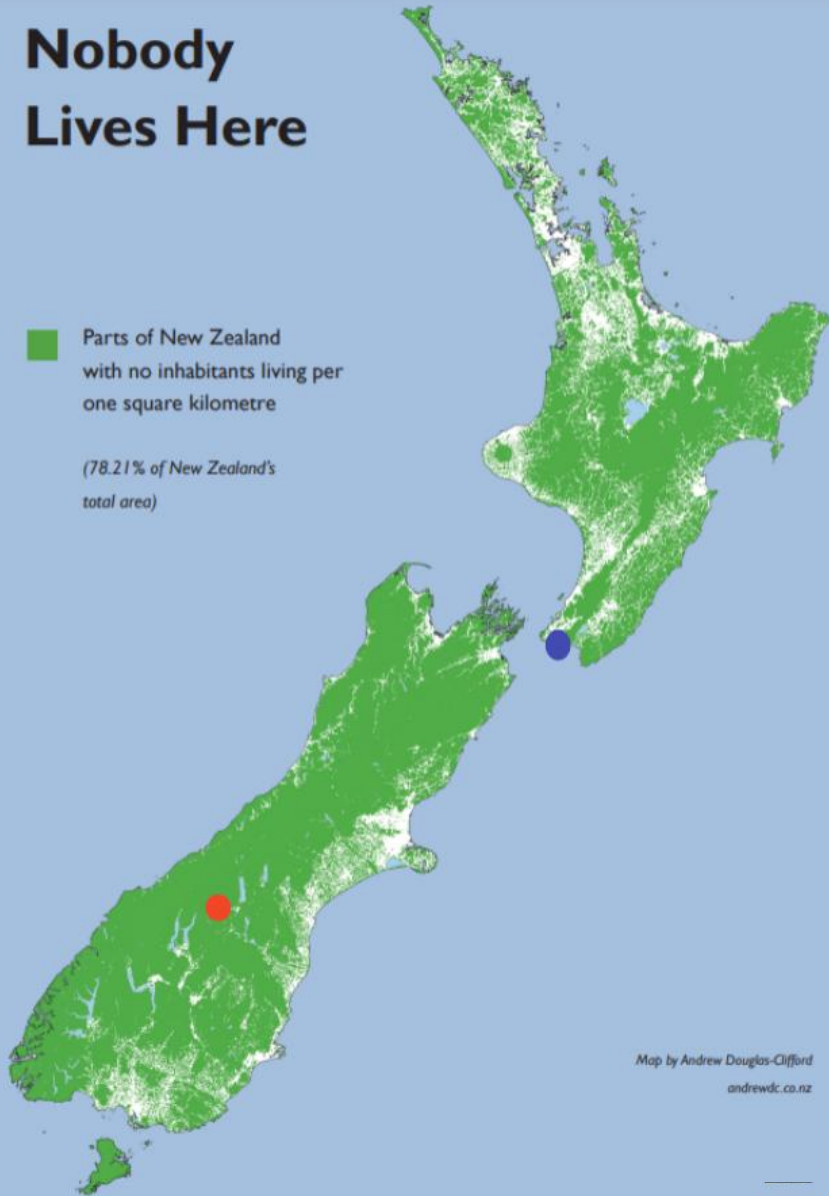 Nobody
Lives Here
Parts of New Zealand
with no inhabitants living per
one square kilometre
(78.21% of New Zealand's
total area)
Map by Andrew Douglas-Clifford
andrewdc.co.nz